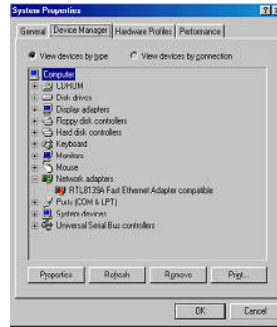 System Properties
General Device Manager Hardware Profiles Performance
View devices by type View devices by connection
Computer
CDROM
Disk drives
Display adapters
Floppy disk controllers
Hard disk controllers
Keyboard
Monitors
Mouse
Network adapters
RTL8139A Fast Ethernet Adapter compatible
Ports (COM & LPT)
System devices
Universal Serial Bus controllers
Properties Refresh Remove Print...
OK Cancel